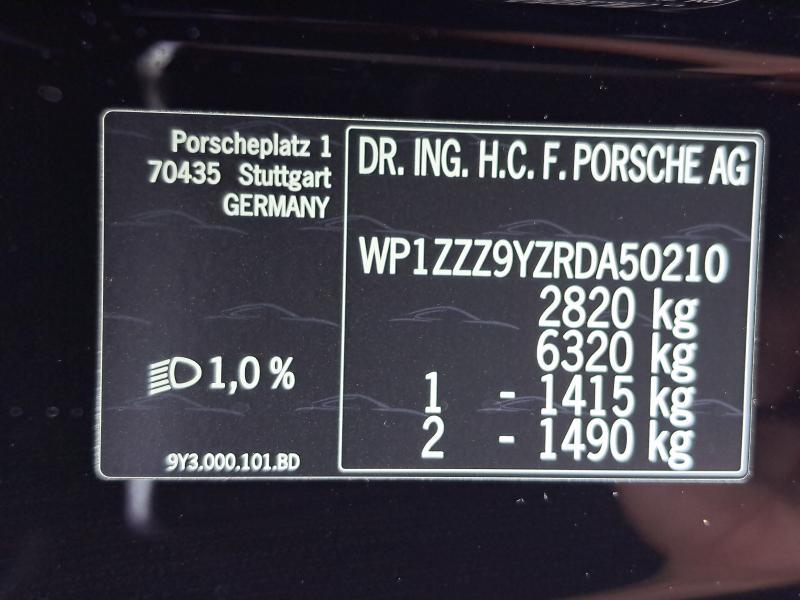 Porscheplatz 1
70435 Stuttgart
GERMANY
1,0 %
9Y3.000.101.BD
DR. ING. H.C. F. PORSCHE AG
WP1ZZZ9YZRDA50210
2820 kg
6320 kg
1 - 1415 kg
2 - 1490 kg